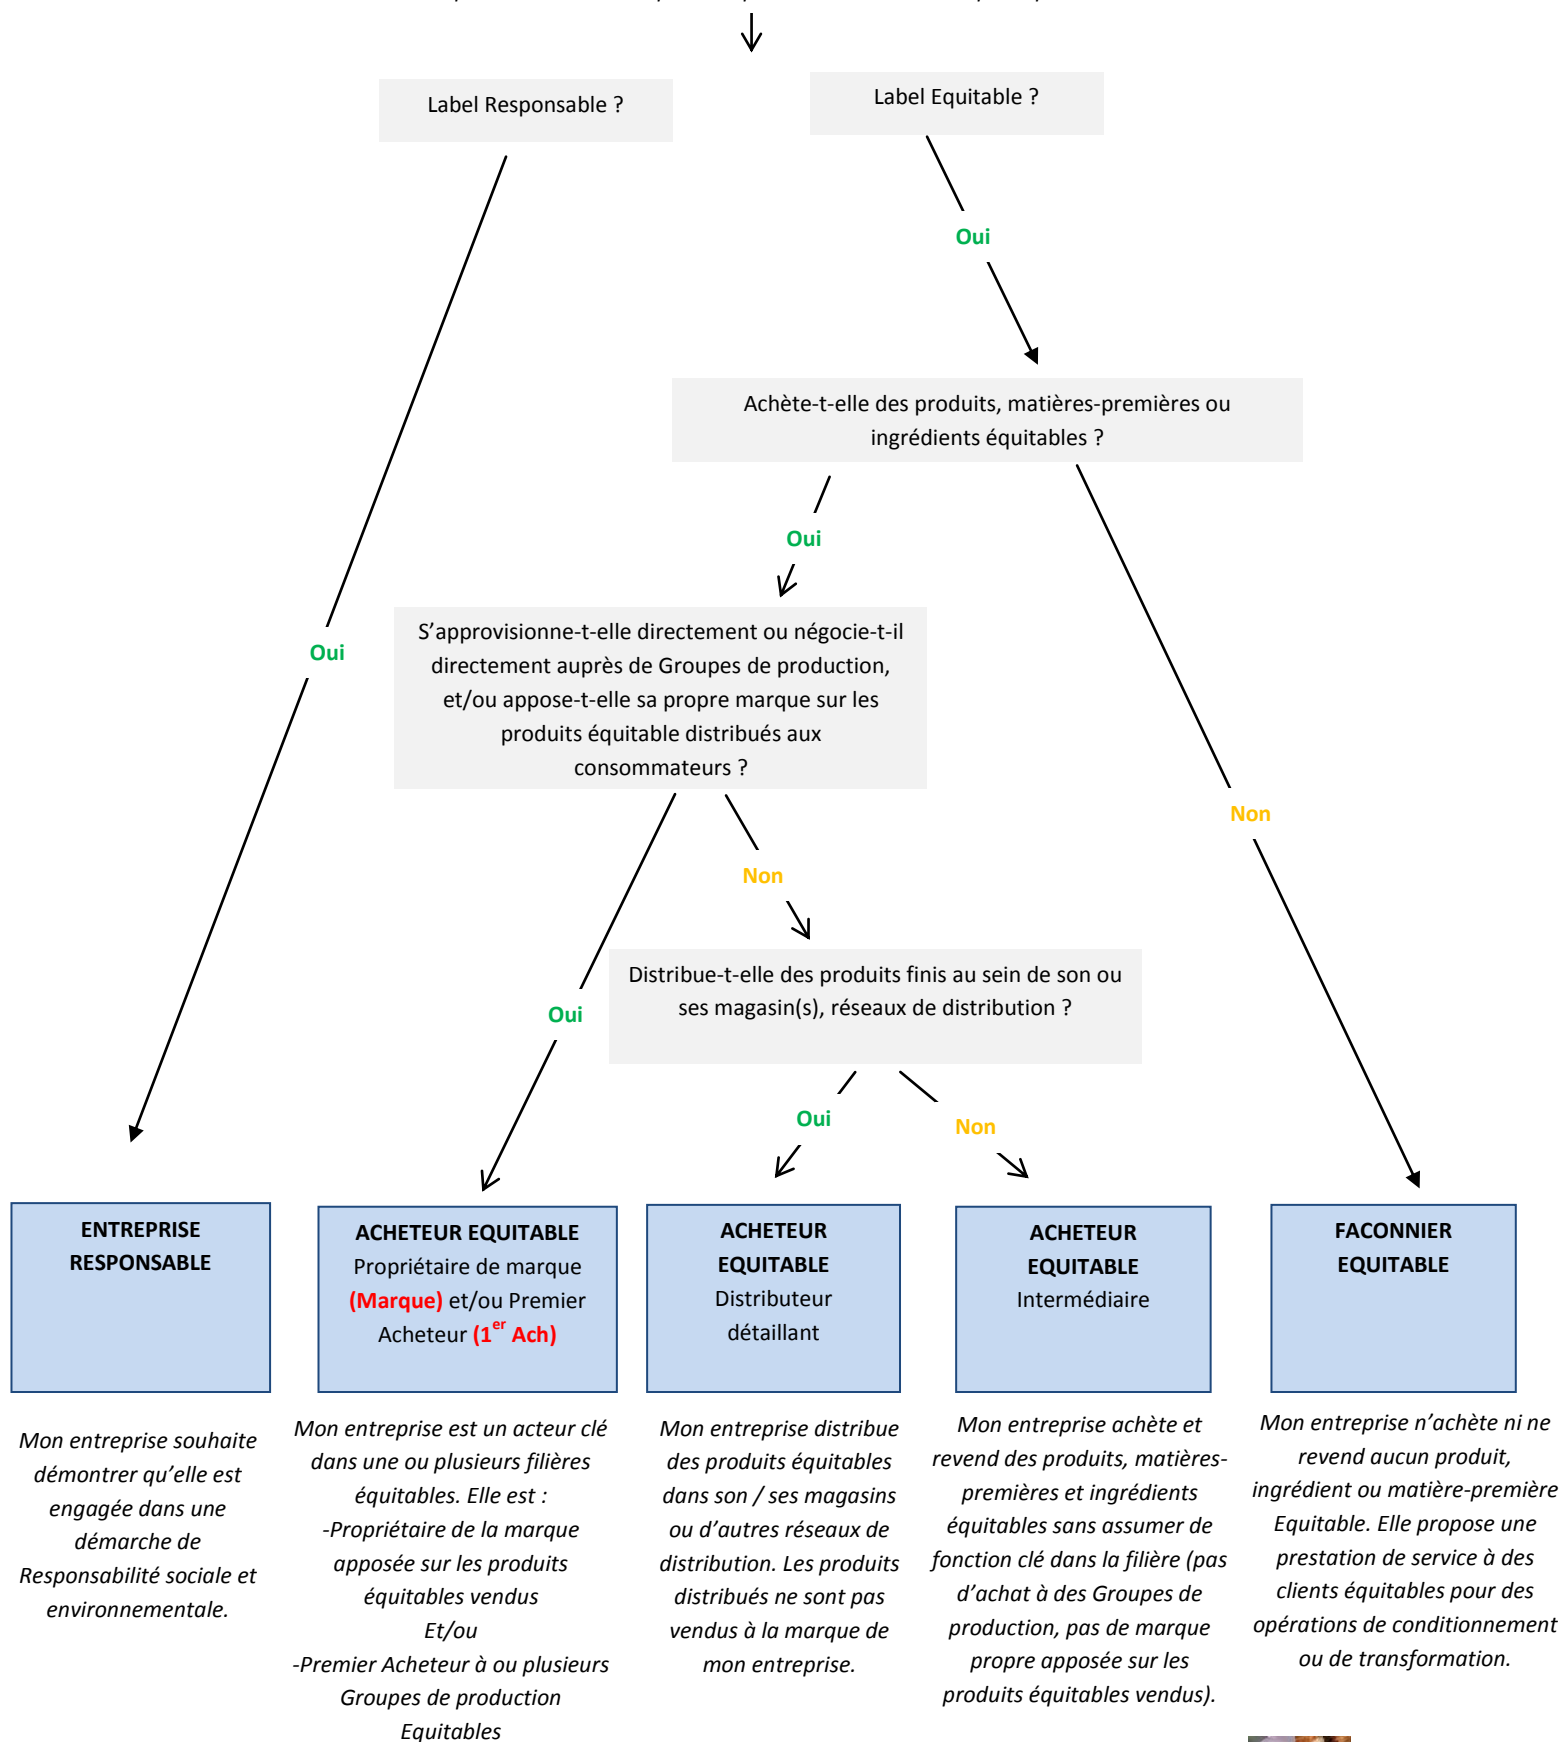 Label Responsable ?
Label Equitable ?
Oui
Achète-t-elle des produits, matières-premières ou
ingrédients équitables ?
Oui
S’approvisionne-t-elle directement ou négocie-t-il
directement auprès de Groupes de production,
et/ou appose-t-elle sa propre marque sur les
produits équitable distribués aux
consommateurs ?
Oui
Non
Non
Distribue-t-elle des produits finis au sein de son ou
ses magasin(s), réseaux de distribution ?
Oui
Oui
Non
ENTREPRISE
RESPONSABLE
ACHETEUR EQUITABLE
Propriétaire de marque
(Marque) et/ou Premier
Acheteur (1er Ach)
ACHETEUR
EQUITABLE
Distributeur
détaillant
ACHETEUR
EQUITABLE
Intermédiaire
FACONNIER
EQUITABLE
Mon entreprise souhaite
démontrer qu’elle est
engagée dans une
démarche de
Responsabilité sociale et
environnementale.
Mon entreprise est un acteur clé
dans une ou plusieurs filières
équitables. Elle est :
-Propriétaire de la marque
apposée sur les produits
équitables vendus
Et/ou
-Premier Acheteur à ou plusieurs
Groupes de production
Equitables
Mon entreprise distribue
des produits équitables
dans son / ses magasins
ou d’autres réseaux de
distribution. Les produits
distribués ne sont pas
vendus à la marque de
mon entreprise.
Mon entreprise achète et
revend des produits, matières-
premières et ingrédients
équitables sans assumer de
fonction clé dans la filière (pas
d’achat à des Groupes de
production, pas de marque
propre apposée sur les
produits équitables vendus).
Mon entreprise n’achète ni ne
revend aucun produit,
ingrédient ou matière-première
Equitable. Elle propose une
prestation de service à des
clients équitables pour des
opérations de conditionnement
ou de transformation.